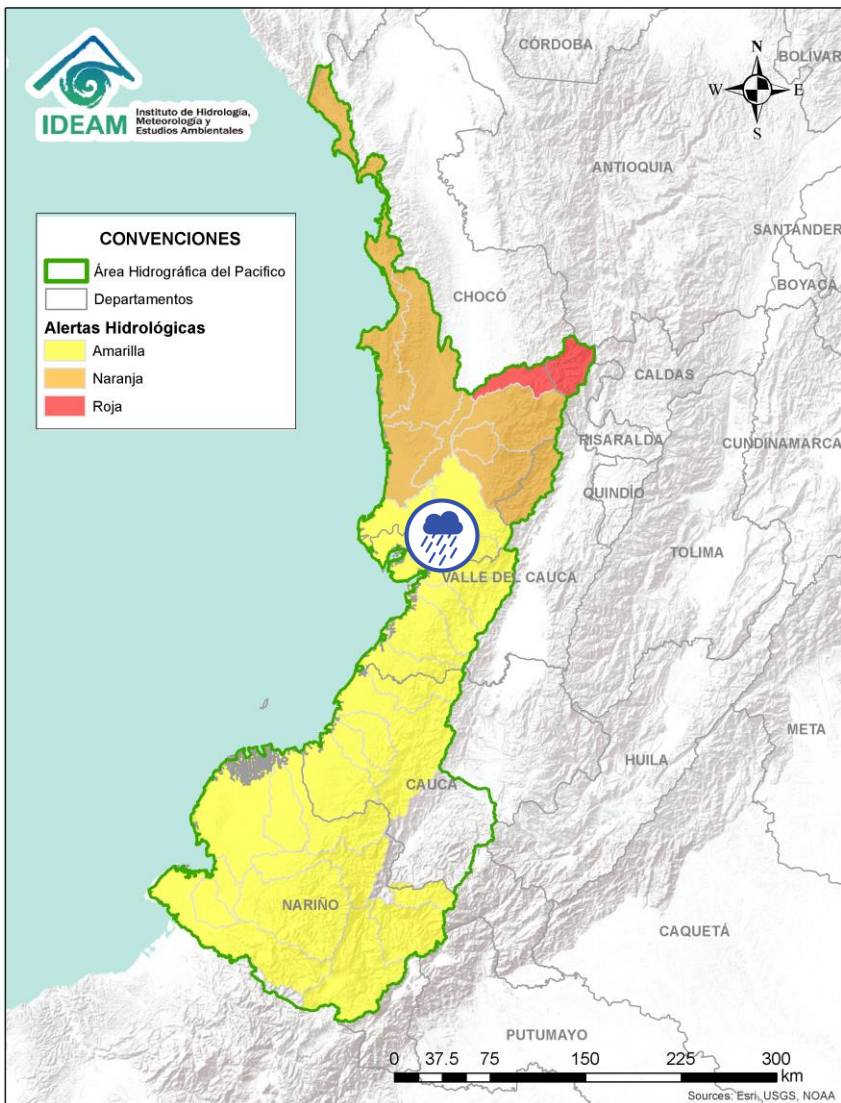 CÓRDOBA
BOLÍVAR
N
W E
S
IDEAM
Instituto de Hidrología,
Meteorología y
Estudios Ambientales
ANTIOQUIA
SANTANDER
BOYACÁ
CONVENCIONES
Área Hidrográfica del Pacifico
Departamentos
Alertas Hidrológicas
Amarilla
Naranja
Roja
CHOCÓ
CALDAS
RISARALDA
CUNDINAMARCA
QUINDÍO
TOLIMA
VALLE DEL CAUCA
META
HUILA
CAUCA
NARIÑO
CAQUETÁ
PUTUMAYO
0 37.5 75 150 225 300
km
Sources: Esri, USGS, NOAA